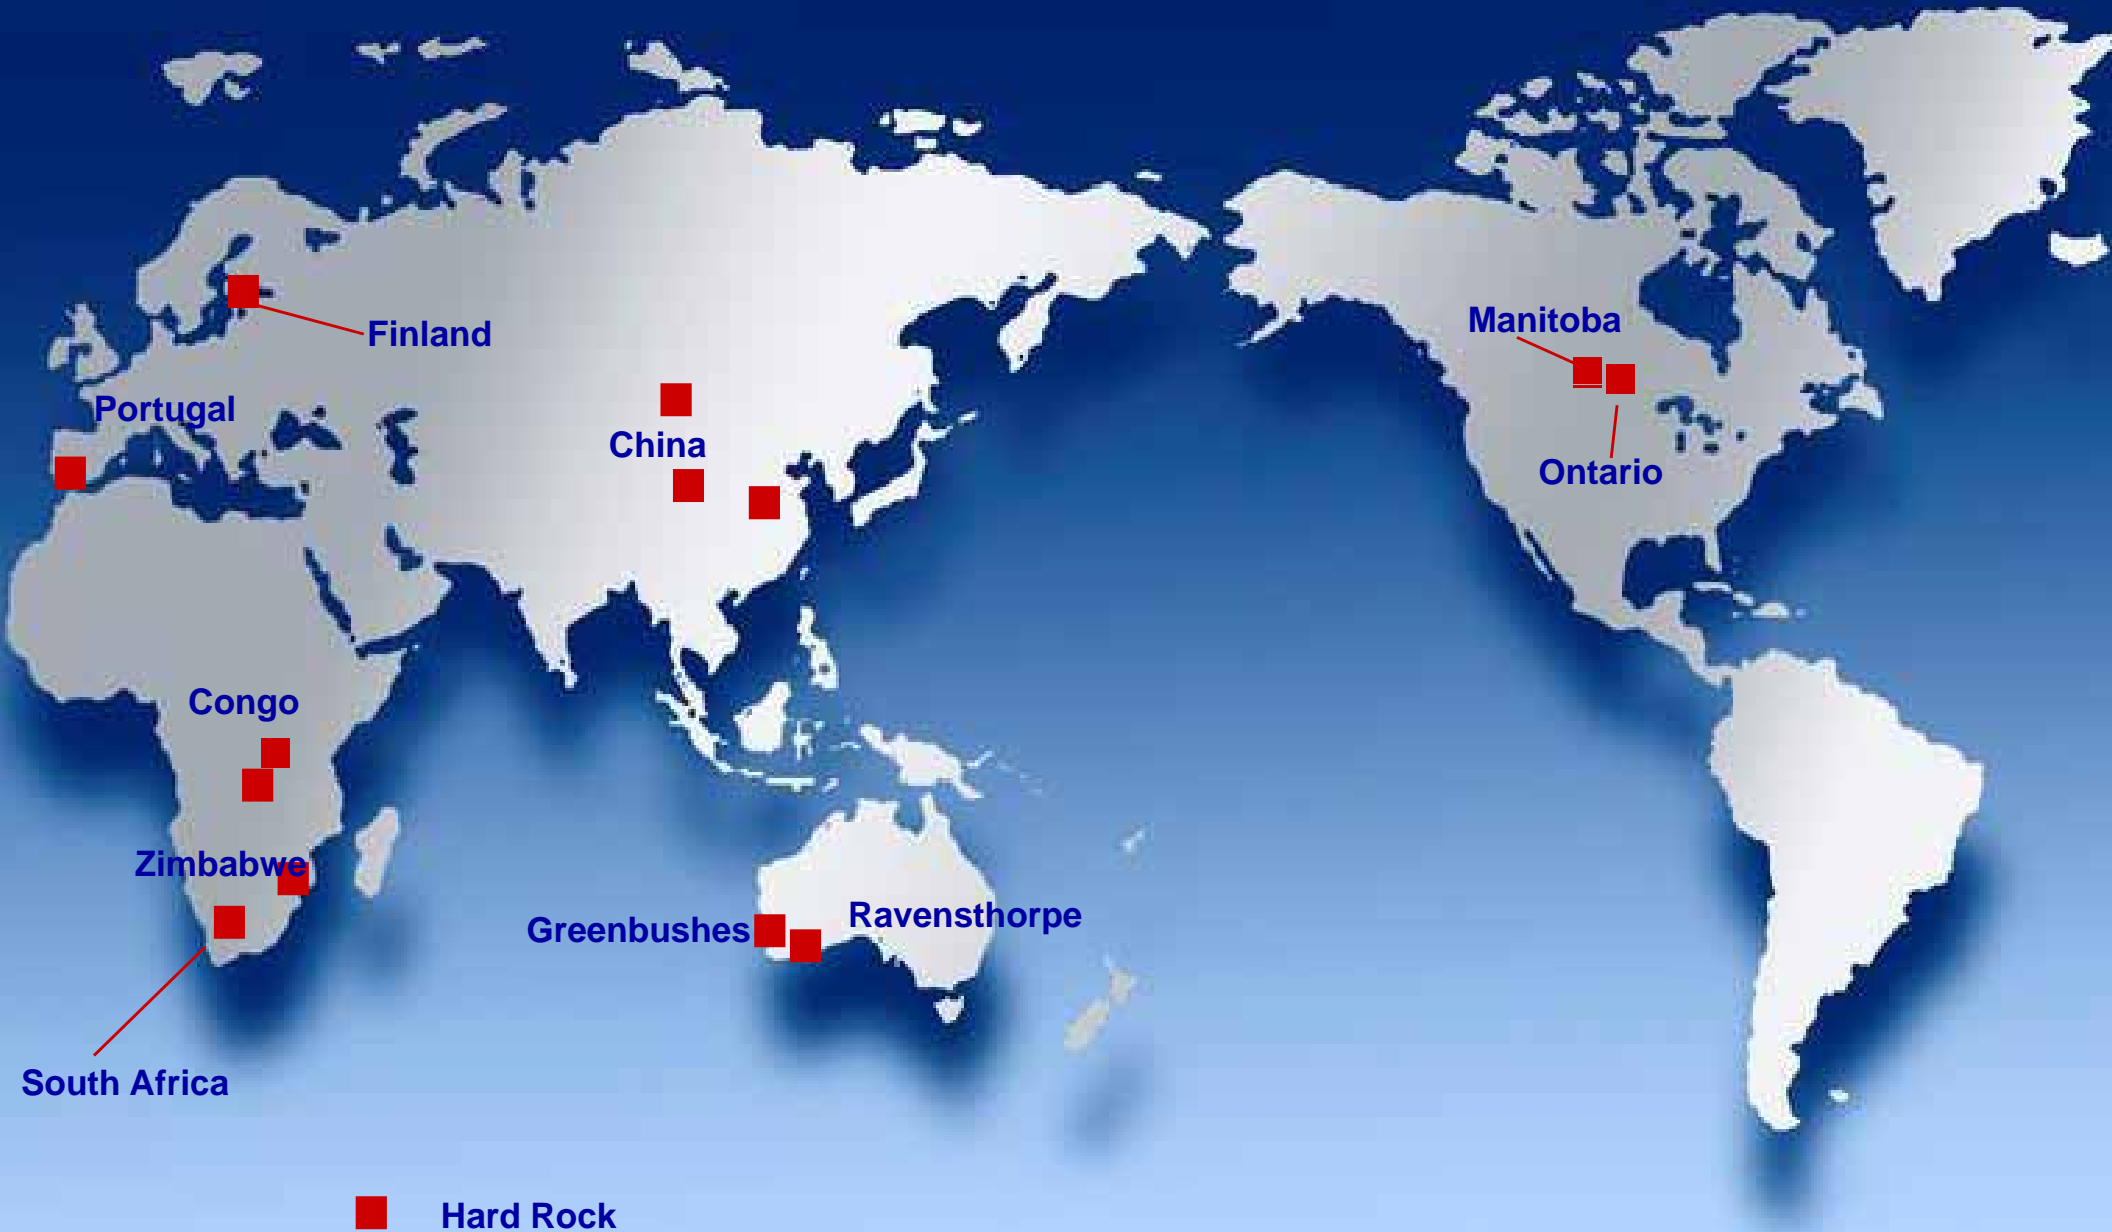 Manitoba
Finland
Portugal
China
Ontario
Congo
Zimbabwe
Ravensthorpe
Greenbushes
South Africa
Hard Rock